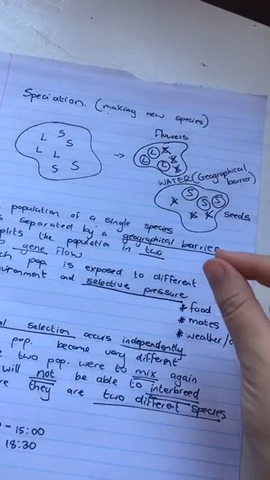 Speciation. (making new species)
Flowers
S
L S
L
L L
S S
L L
L L
WATER (Geographical barrier)
S S
S
seeds
population of a single species
separated by a geographical barrier
splits the population in two
gene flow
pop is exposed to different
and selective pressure
* food
* mates
* weather/
selection occurs independently
pop. become very different
two pop. were to mix again
will not be able to interbreed
they are two different species
- 15:00
18:30